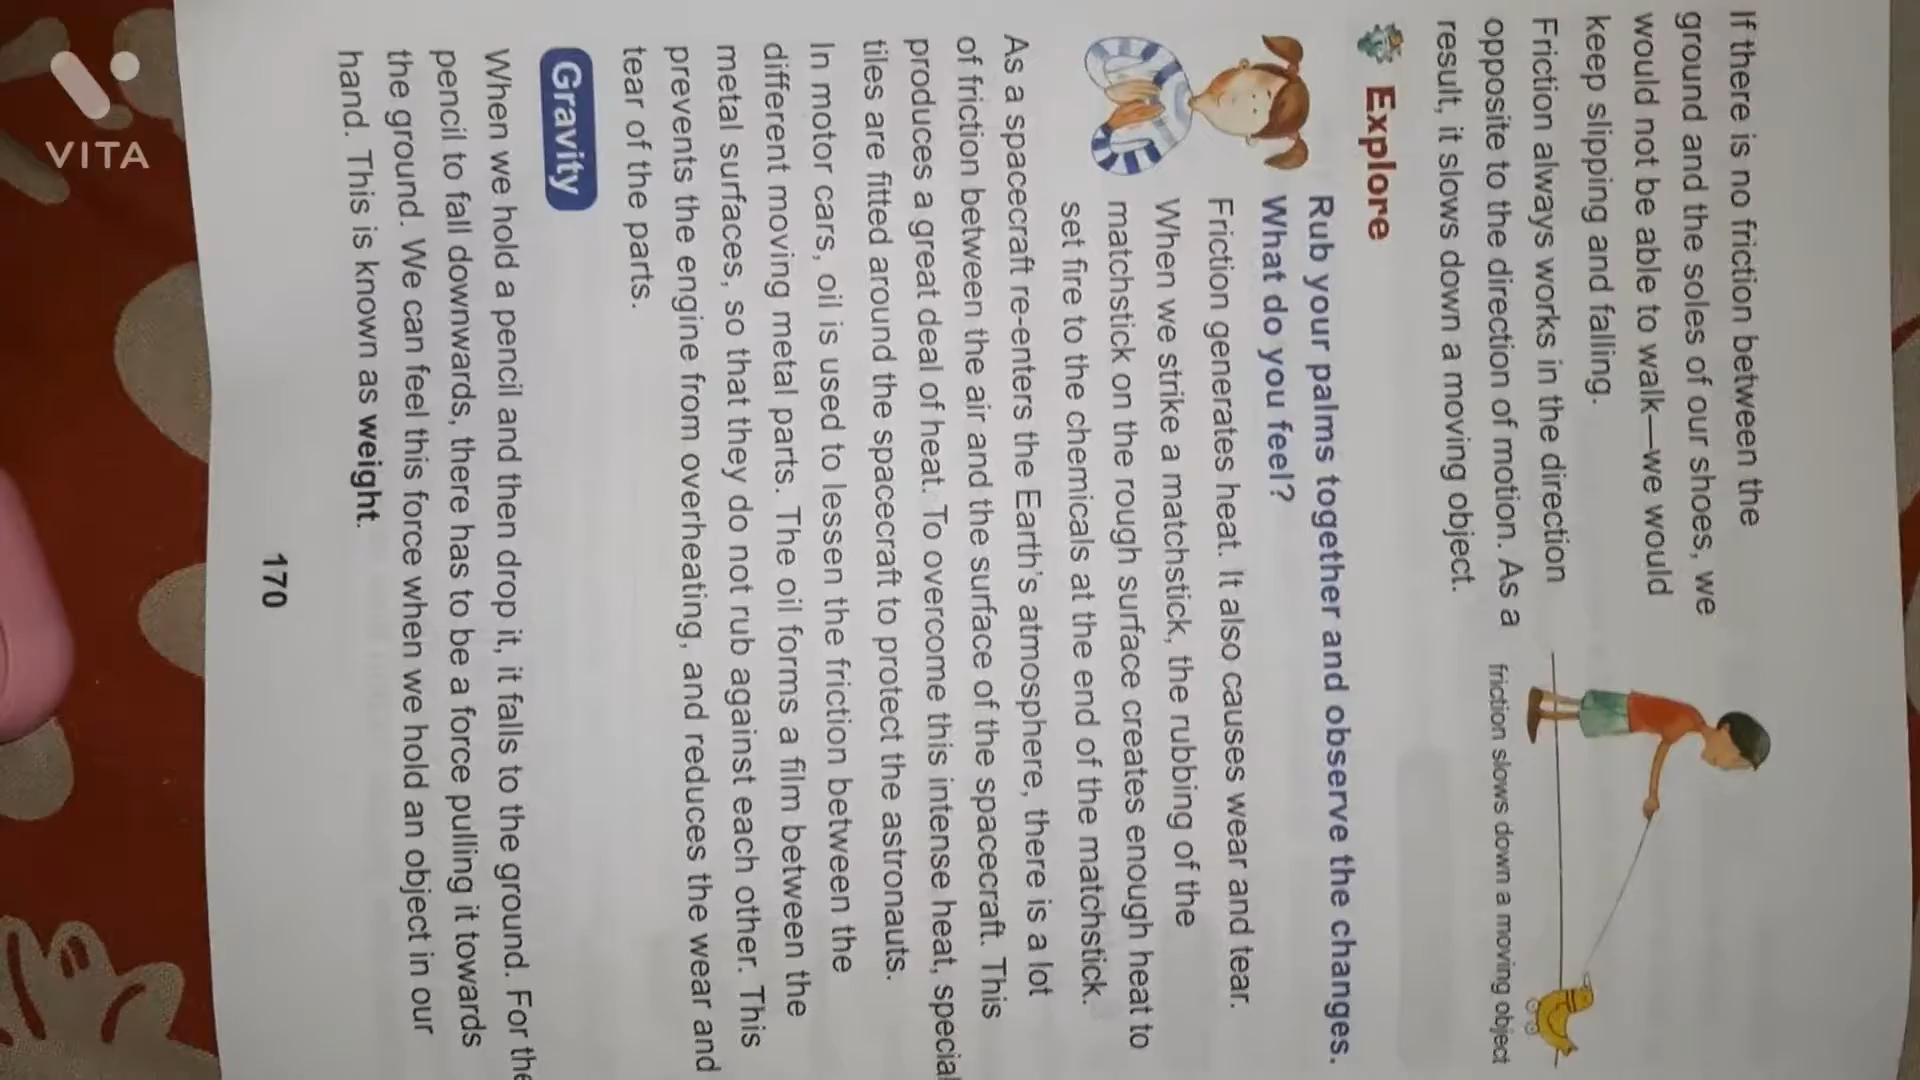 If there is no friction between the
ground and the soles of our shoes, we
would not be able to walk—we would
keep slipping and falling.
Friction always works in the direction
opposite to the direction of motion. As a
result, it slows down a moving object.
friction slows down a moving object
Explore
Rub your palms together and observe the changes.
What do you feel?
Friction generates heat. It also causes wear and tear.
When we strike a matchstick, the rubbing of the
matchstick on the rough surface creates enough heat to
set fire to the chemicals at the end of the matchstick.
As a spacecraft re-enters the Earth's atmosphere, there is a lot
of friction between the air and the surface of the spacecraft. This
produces a great deal of heat. To overcome this intense heat, special
tiles are fitted around the spacecraft to protect the astronauts.
In motor cars, oil is used to lessen the friction between the
different moving metal parts. The oil forms a film between the
metal surfaces, so that they do not rub against each other. This
prevents the engine from overheating, and reduces the wear and
tear of the parts.
Gravity
When we hold a pencil and then drop it, it falls to the ground. For the
pencil to fall downwards, there has to be a force pulling it towards
the ground. We can feel this force when we hold an object in our
hand. This is known as weight.
170
VITA